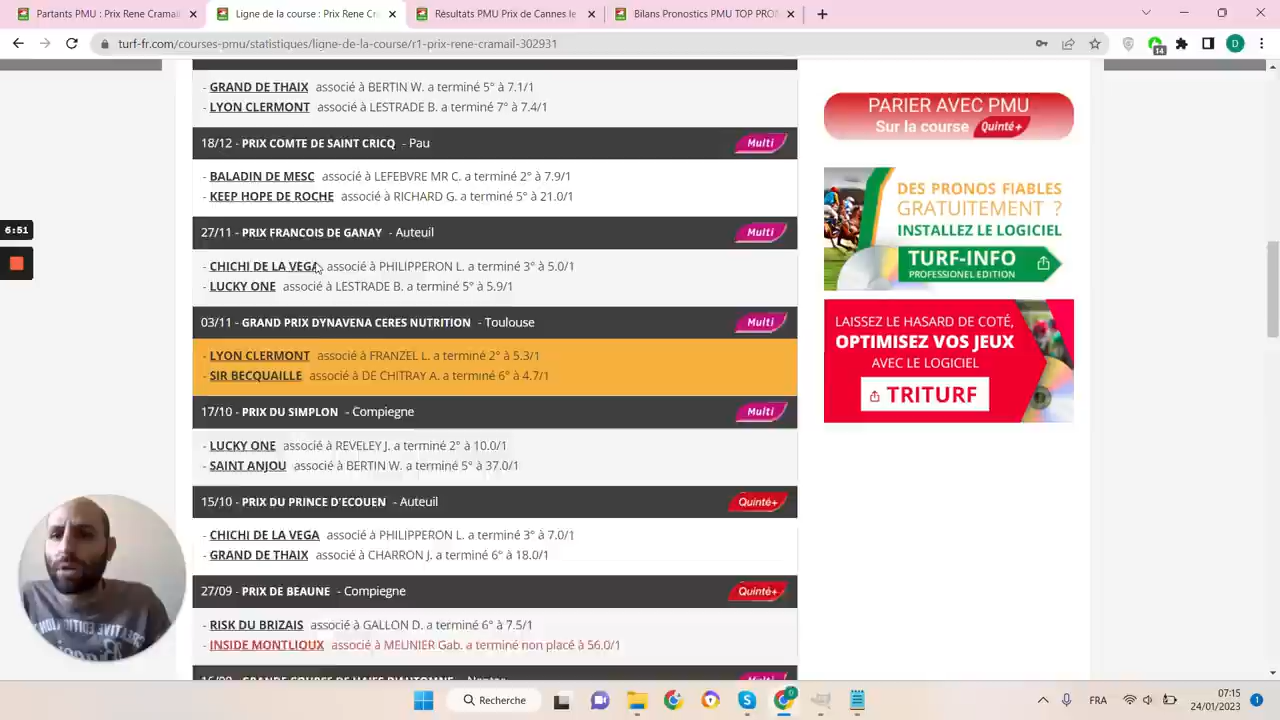 Résultats PMU TOP PRONO
Ligne de la Course : Prix Rene Cr
Résultats PMU de Cannes le
Bilans Pronostics PMU TOP PRO
turf-fr.com/courses-pmu/statistiques/ligne-de-la-course/r1-prix-rene-cramail-302931
14
D
- GRAND DE THAIX associé à BERTIN W. a terminé 5° à 7.1/1
- LYON CLERMONT associé à LESTRADE B. a terminé 7° à 7.4/1
18/12 - PRIX COMTE DE SAINT CRICQ - Pau
Multi
- BALADIN DE MESC associé à LEFEBVRE MR C. a terminé 2° à 7.9/1
- KEEP HOPE DE ROCHE associé à RICHARD G. a terminé 5° à 21.0/1
27/11 - PRIX FRANCOIS DE GANAY - Auteuil
Multi
- CHICHI DE LA VEGA associé à PHILIPPERON L. a terminé 3° à 5.0/1
- LUCKY ONE associé à LESTRADE B. a terminé 5° à 5.9/1
03/11 - GRAND PRIX DYNAVENA CERES NUTRITION - Toulouse
Multi
- LYON CLERMONT associé à FRANZEL L. a terminé 2° à 5.3/1
- SIR BECQUAILLE associé à DE CHITRAY A. a terminé 6° à 4.7/1
17/10 - PRIX DU SIMPLON - Compiegne
Multi
- LUCKY ONE associé à REVELEY J. a terminé 2° à 10.0/1
- SAINT ANJOU associé à BERTIN W. a terminé 5° à 37.0/1
15/10 - PRIX DU PRINCE D'ECOUEN - Auteuil
Quinté+
- CHICHI DE LA VEGA associé à PHILIPPERON L. a terminé 3° à 7.0/1
- GRAND DE THAIX associé à CHARRON J. a terminé 6° à 18.0/1
27/09 - PRIX DE BEAUNE - Compiegne
Quinté+
- RISK DU BRIZAIS associé à GALLON D. a terminé 6° à 7.5/1
- INSIDE MONTLIOUX associé à MEUNIER Gab. a terminé non placé à 56.0/1
PARIER AVEC PMU
Sur la course Quinté+
DES PRONOS FIABLES
GRATUITEMENT ?
INSTALLEZ LE LOGICIEL
TURF-INFO
PROFESSIONEL EDITION
LAISSEZ LE HASARD DE COTÉ,
OPTIMISEZ VOS JEUX
AVEC LE LOGICIEL
TRITURF
6:51
Recherche
FRA
07:15
24/01/2023